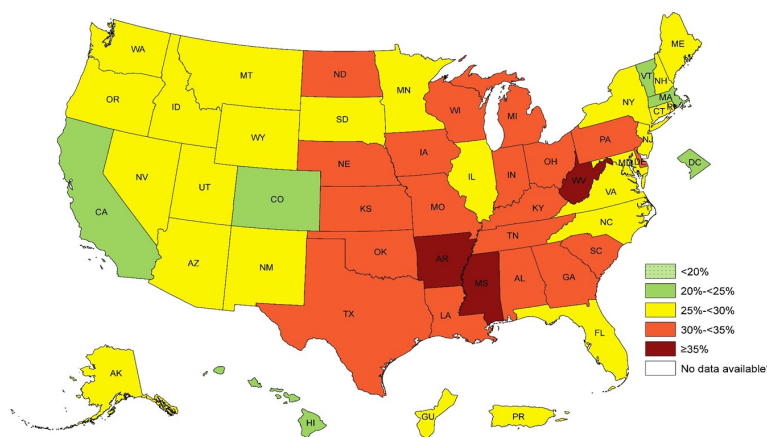 ME
WA
VT
NH
ND
MT
MN
MA
OR
NY
WI
CT
ID
SD
MI
WY
PA
NJ
IA
NE
OH
MD
DE
DC
IL
IN
NV
WV
UT
VA
CO
CA
KS
MO
KY
NC
TN
OK
SC
AZ
NM
AR
<20%
MS
AL
GA
20%-<25%
25%-<30%
TX
LA
30%-<35%
FL
≥35%
No data available*
AK
GU
PR
HI